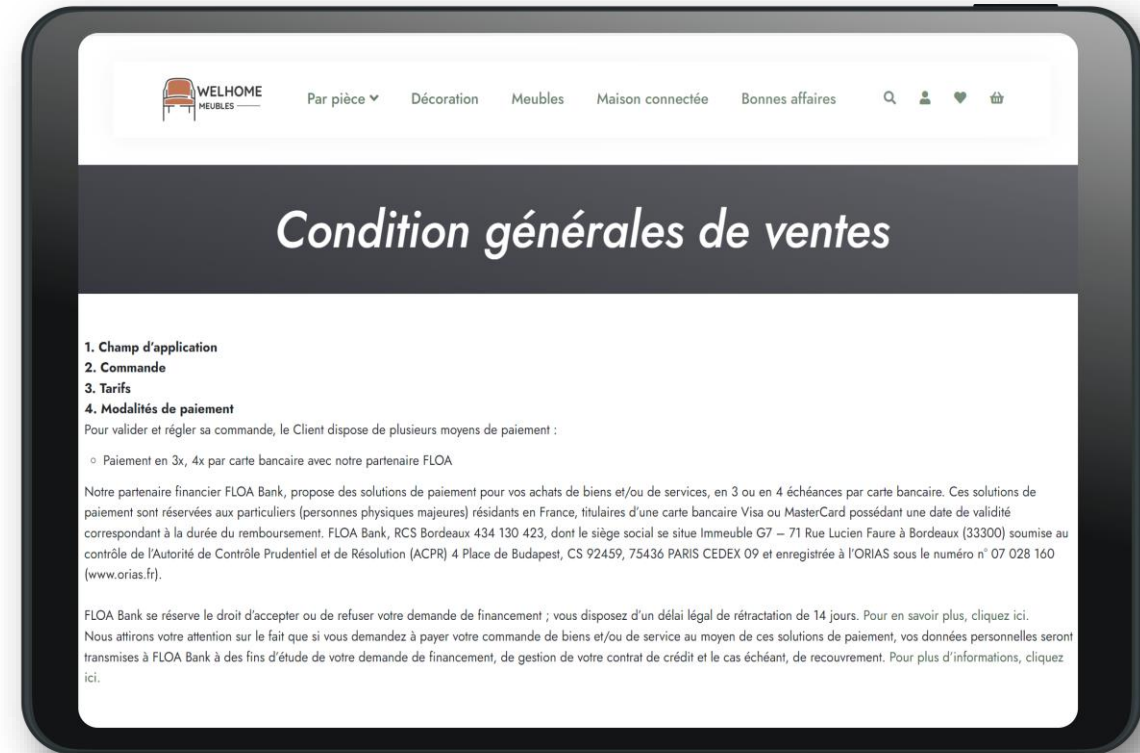 WELHOME
MEUBLES
Par pièce Décoration Meubles Maison connectée Bonnes affaires
Condition générales de ventes
1. Champ d'application
2. Commande
3. Tarifs
4. Modalités de paiement
Pour valider et régler sa commande, le Client dispose de plusieurs moyens de paiement :
◦ Paiement en 3x, 4x par carte bancaire avec notre partenaire FLOA
Notre partenaire financier FLOA Bank, propose des solutions de paiement pour vos achats de biens et/ou de services, en 3 ou en 4 échéances par carte bancaire. Ces solutions de
paiement sont réservées aux particuliers (personnes physiques majeures) résidants en France, titulaires d'une carte bancaire Visa ou MasterCard possédant une date de validité
correspondant à la durée du remboursement. FLOA Bank, RCS Bordeaux 434 130 423, dont le siège social se situe Immeuble G7 – 71 Rue Lucien Faure à Bordeaux (33300) soumise au
contrôle de l'Autorité de Contrôle Prudentiel et de Résolution (ACPR) 4 Place de Budapest, CS 92459, 75436 PARIS CEDEX 09 et enregistrée à l'ORIAS sous le numéro n° 07 028 160
(www.orias.fr).
FLOA Bank se réserve le droit d'accepter ou de refuser votre demande de financement ; vous disposez d'un délai légal de rétractation de 14 jours. Pour en savoir plus, cliquez ici.
Nous attirons votre attention sur le fait que si vous demandez à payer votre commande de biens et/ou de service au moyen de ces solutions de paiement, vos données personnelles seront
transmises à FLOA Bank à des fins d'étude de votre demande de financement, de gestion de votre contrat de crédit et le cas échéant, de recouvrement. Pour plus d'informations, cliquez
ici.